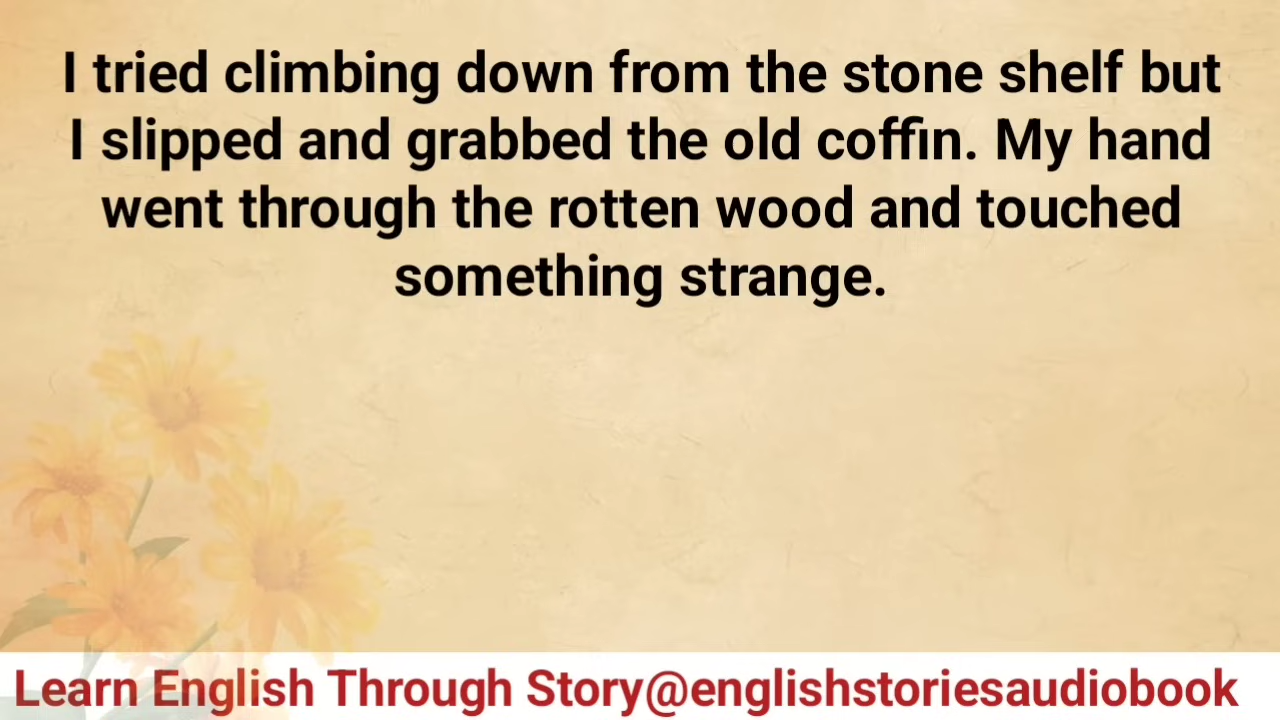 I tried climbing down from the stone shelf but
I slipped and grabbed the old coffin. My hand
went through the rotten wood and touched
something strange.
Learn English Through Story@englishstoriesaudiobook